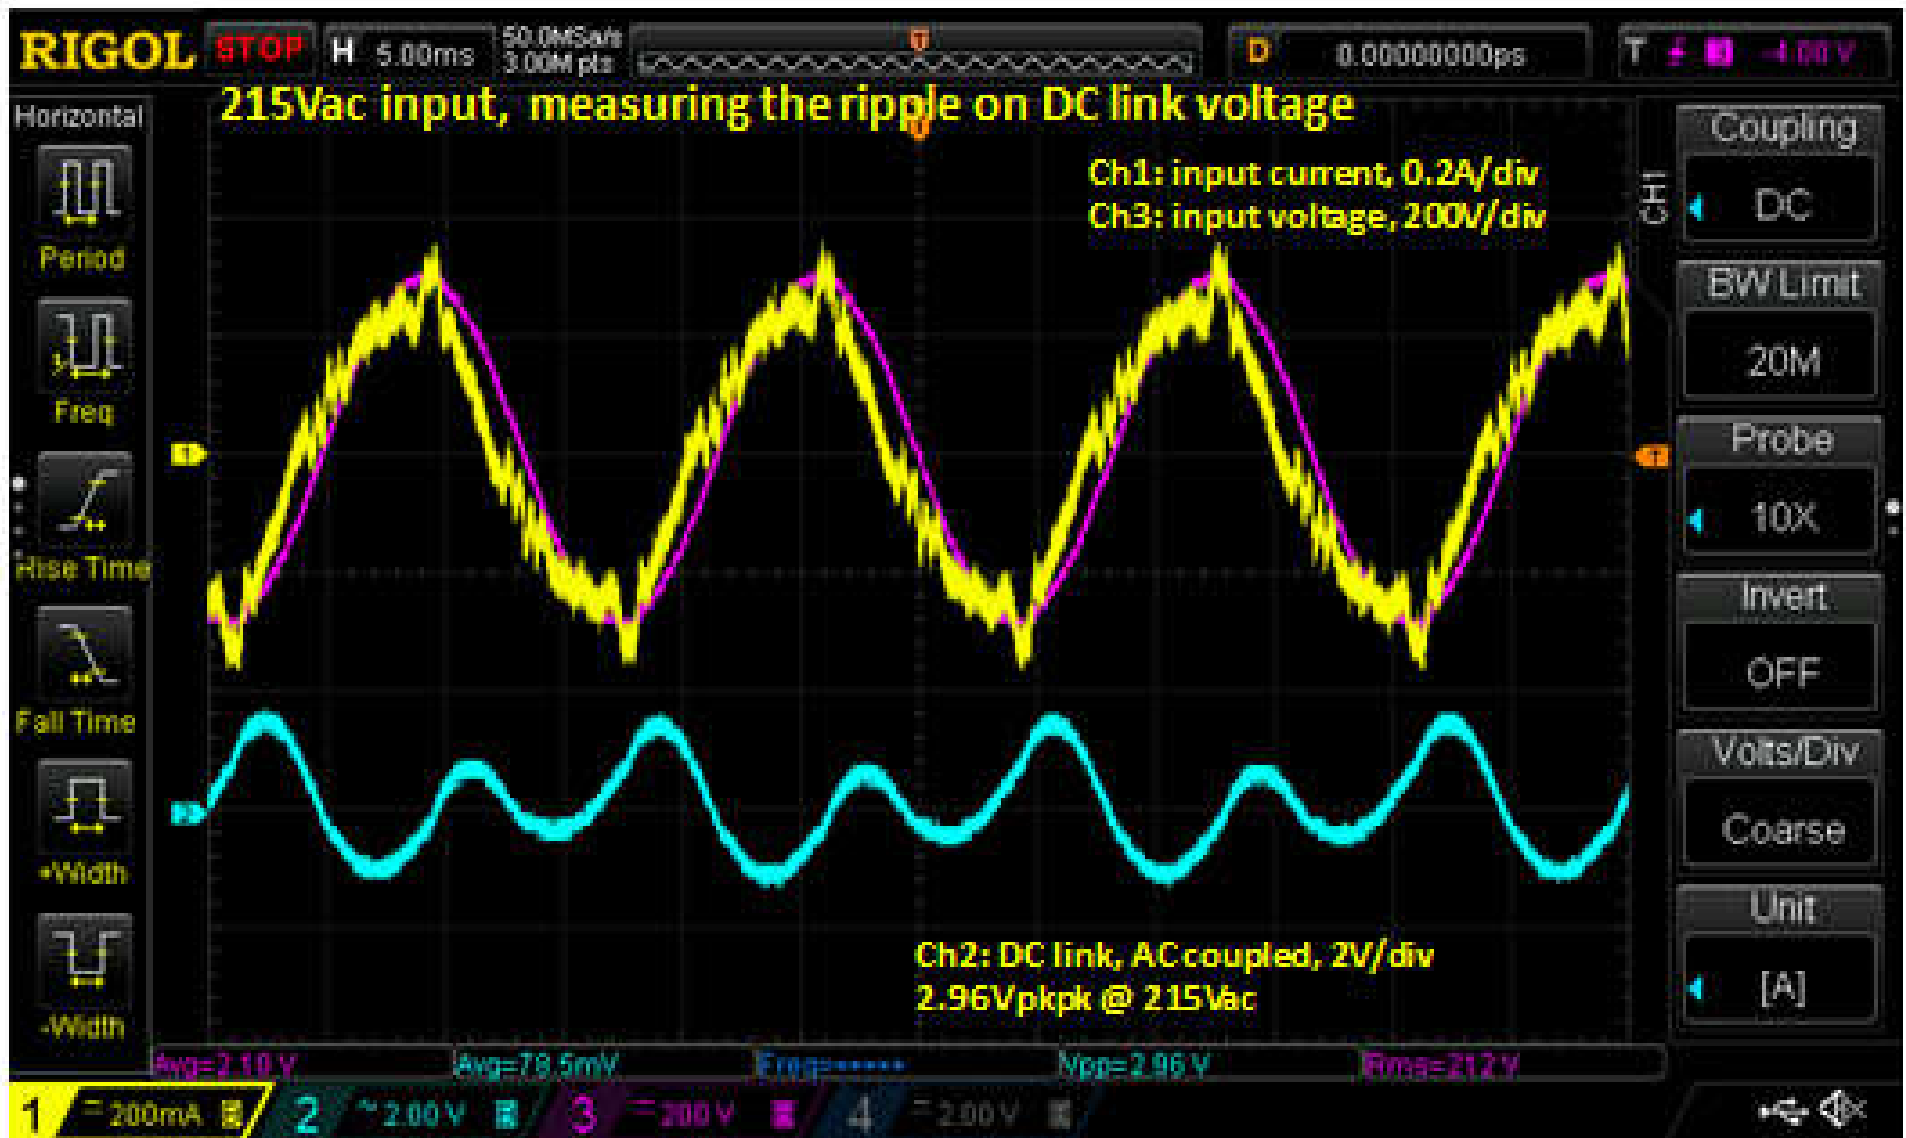 RIGOL STOP H 5.00ms 50.0MSa/s 3.00M pts D 0.00000000ps T 3 -4.00 V
215Vac input, measuring the ripple on DC link voltage
Horizontal
Period
Freq
Rise Time
Fall Time
+Width
-Width
Ch1: input current, 0.2A/div
Ch3: input voltage, 200V/div
Ch2: DC link, AC coupled, 2V/div
2.96Vpkpk @ 215Vac
CH1
Coupling
DC
BW Limit
20M
Probe
10X
Invert
OFF
Volts/Div
Coarse
Unit
[A]
Avg=2.10 V Avg=78.5mV Freq=***** Vpp=2.96 V Rms=212 V
1 200mA 2 2.00 V 3 200 V 4 2.00 V